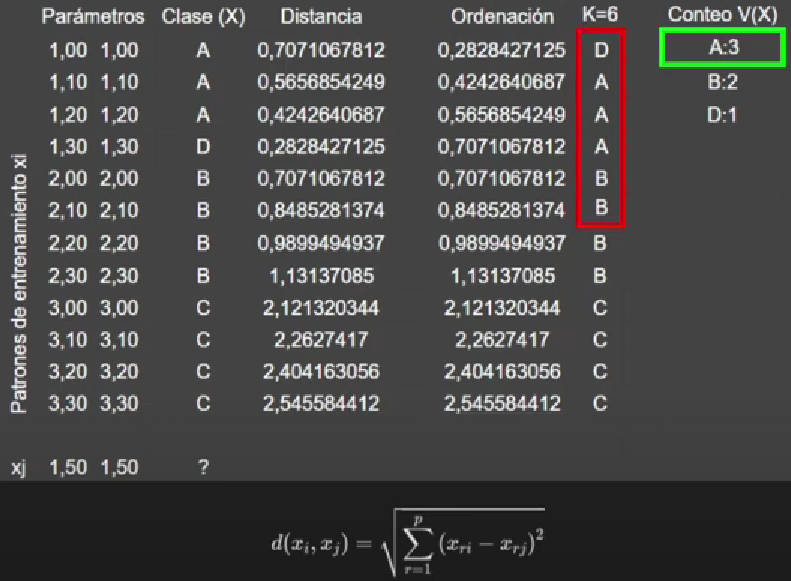 Parámetros Clase (X) Distancia Ordenación K=6 Conteo V(X)
1,00 1,00 A 0,7071067812 0,2828427125 D A:3
1,10 1,10 A 0,5656854249 0,4242640687 A B:2
1,20 1,20 A 0,4242640687 0,5656854249 A D:1
1,30 1,30 D 0,2828427125 0,7071067812 A
2,00 2,00 B 0,7071067812 0,7071067812 B
2,10 2,10 B 0,8485281374 0,8485281374 B
2,20 2,20 B 0,9899494937 0,9899494937 B
2,30 2,30 B 1,13137085 1,13137085 B
3,00 3,00 C 2,121320344 2,121320344 C
3,10 3,10 C 2,2627417 2,2627417 C
3,20 3,20 C 2,404163056 2,404163056 C
3,30 3,30 C 2,545584412 2,545584412 C
Patrones de entrenamiento xi
xj 1,50 1,50 ?
d(x_i, x_j) = √∑_{r=1}^{p} (x_{ri} − x_{rj})^2